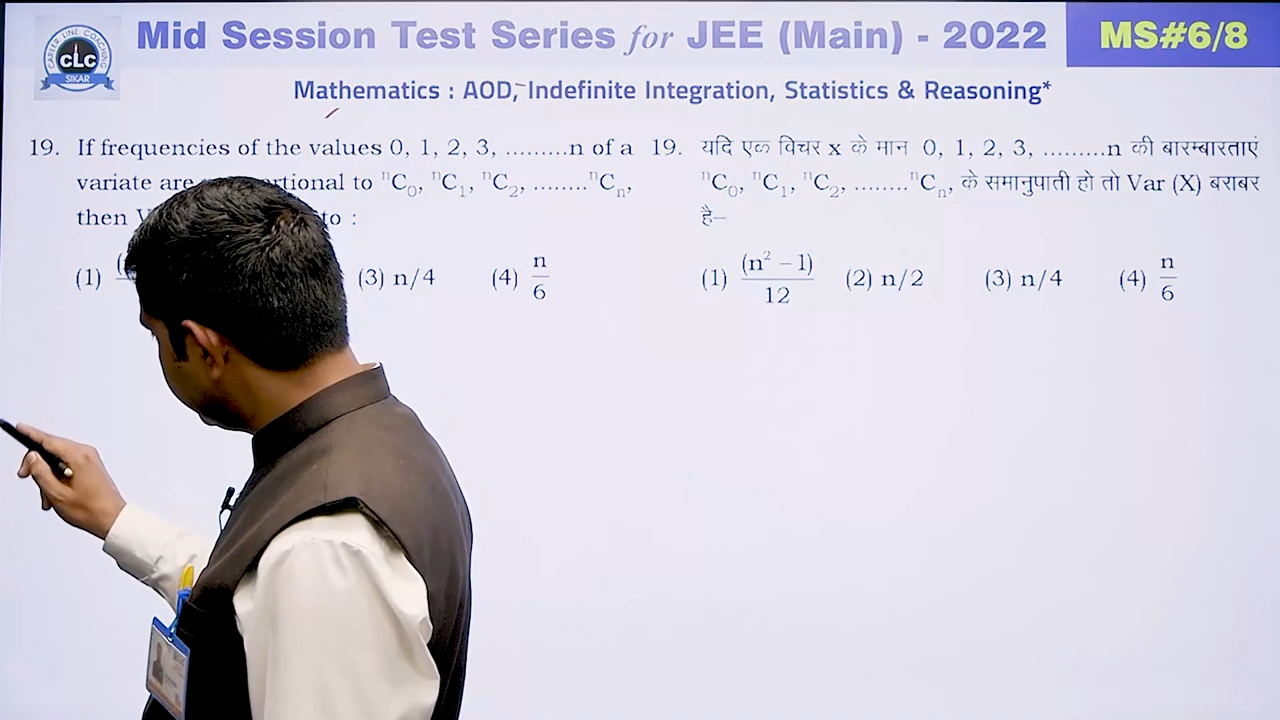 Mid Session Test Series for JEE (Main) - 2022
MS#6/8
CAREER LINE COACHING
CLC
SIKAR
Mathematics : AOD, Indefinite Integration, Statistics & Reasoning*
19. If frequencies of the values 0, 1, 2, 3, .........n of a
variate are to ⁿC₀, ⁿC₁, ⁿC₂, ........ⁿCₙ,
then to :
(1) (3) n/4 (4) n/6
19. यदि एक विचर x के मान 0, 1, 2, 3, .........n की बारम्बारताएं
ⁿC₀, ⁿC₁, ⁿC₂, ........ⁿCₙ, के समानुपाती हो तो Var (X) बराबर
है–
(1) (n² – 1)/12 (2) n/2 (3) n/4 (4) n/6